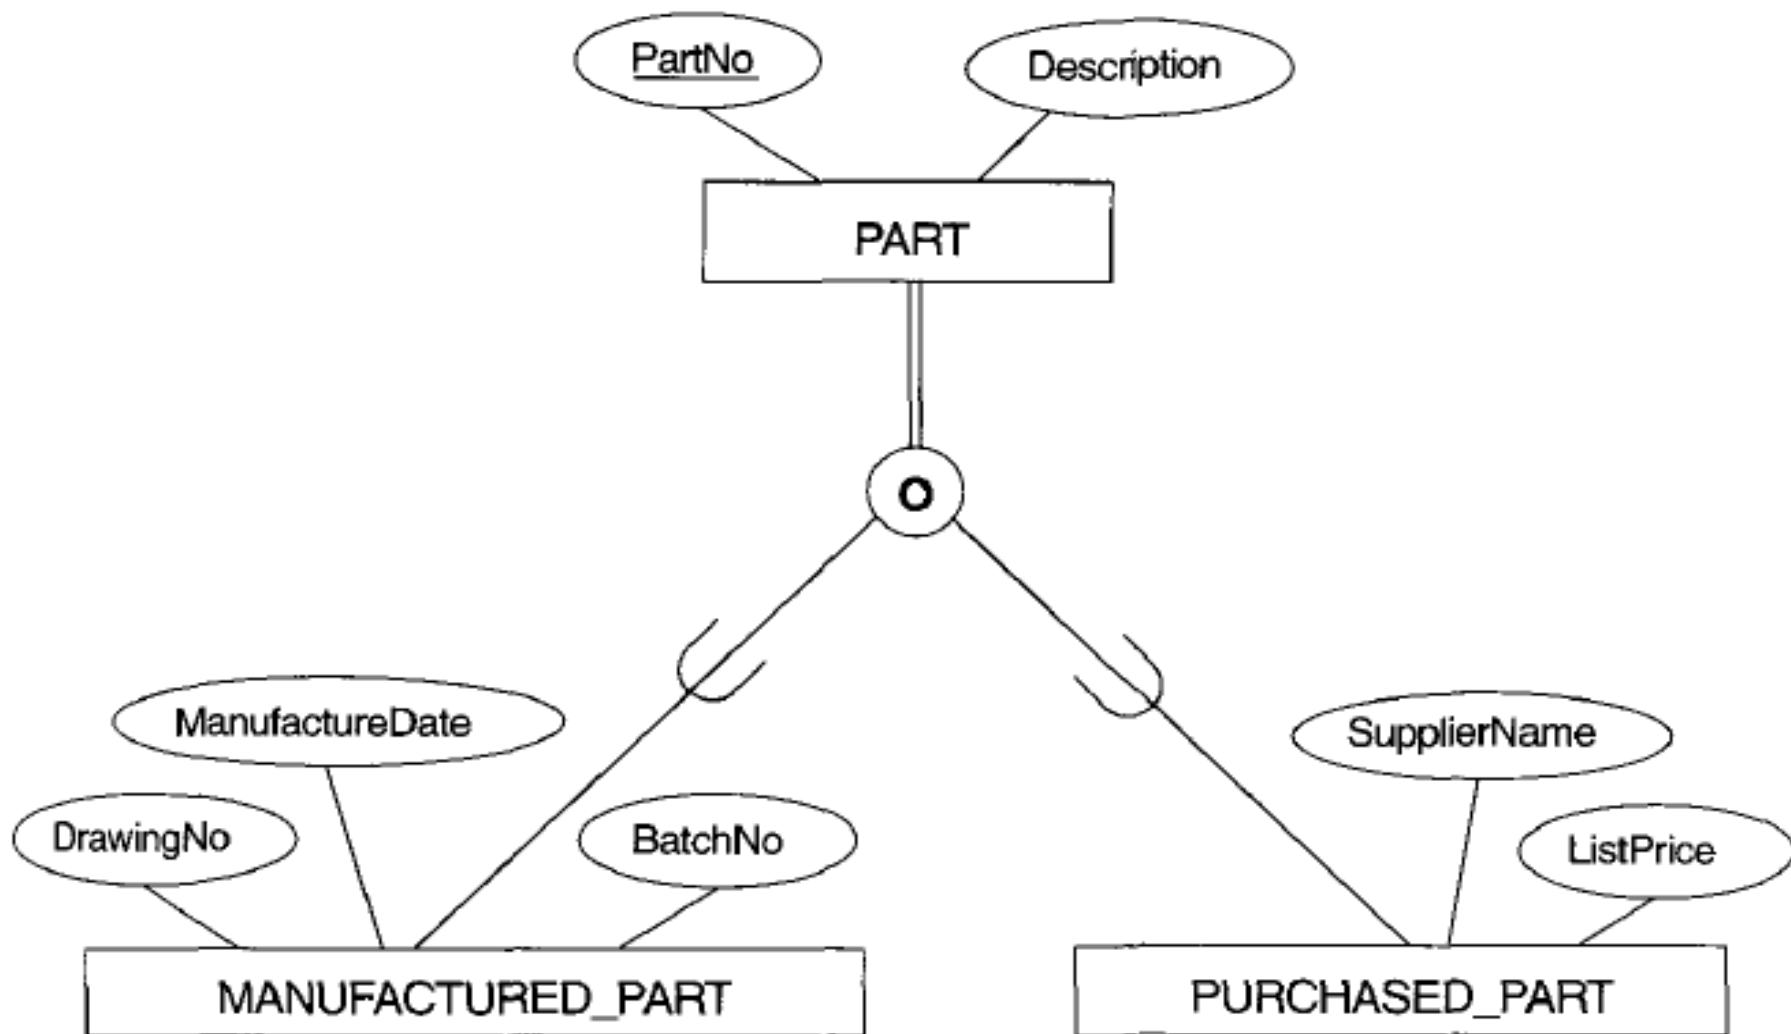 PartNo
Description
PART
O
ManufactureDate
SupplierName
DrawingNo
BatchNo
ListPrice
MANUFACTURED_PART
PURCHASED_PART